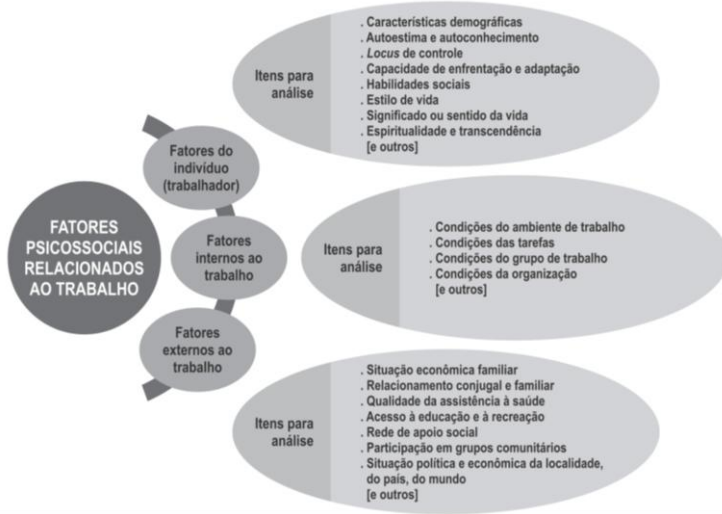 FATORES
PSICOSSOCIAIS
RELACIONADOS
AO TRABALHO
Fatores do
indivíduo
(trabalhador)
Itens para
análise
. Características demográficas
. Autoestima e autoconhecimento
. Locus de controle
. Capacidade de enfrentação e adaptação
. Habilidades sociais
. Estilo de vida
. Significado ou sentido da vida
. Espiritualidade e transcendência
[e outros]
Fatores
internos ao
trabalho
Itens para
análise
. Condições do ambiente de trabalho
. Condições das tarefas
. Condições do grupo de trabalho
. Condições da organização
[e outros]
Fatores
externos ao
trabalho
Itens para
análise
. Situação econômica familiar
. Relacionamento conjugal e familiar
. Qualidade da assistência à saúde
. Acesso à educação e à recreação
. Rede de apoio social
. Participação em grupos comunitários
. Situação política e econômica da localidade,
do país, do mundo
[e outros]